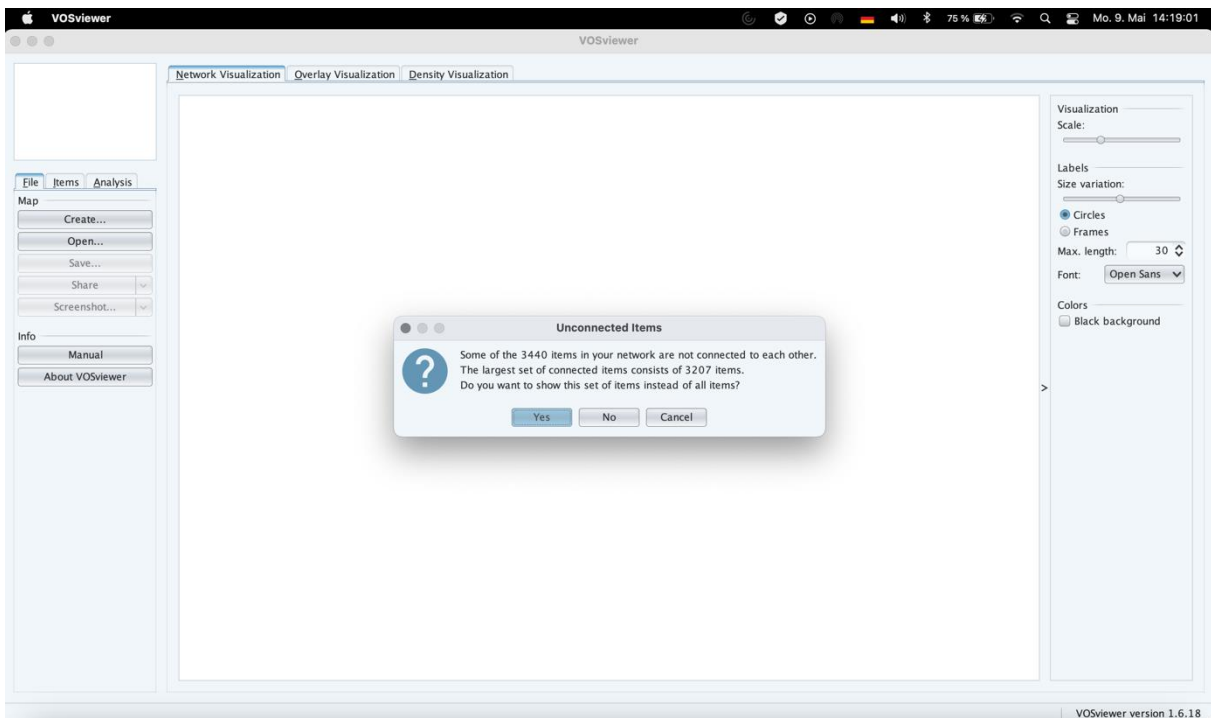 VOSviewer
75 %
Mo. 9. Mai 14:19:01
VOSviewer
Network Visualization
Overlay Visualization
Density Visualization
File
Items
Analysis
Map
Create...
Open...
Save...
Share
Screenshot...
Info
Manual
About VOSviewer
Unconnected Items
Some of the 3440 items in your network are not connected to each other.
The largest set of connected items consists of 3207 items.
Do you want to show this set of items instead of all items?
Yes
No
Cancel
>
Visualization
Scale:
Labels
Size variation:
Circles
Frames
Max. length: 30
Font: Open Sans
Colors
Black background
VOSviewer version 1.6.18